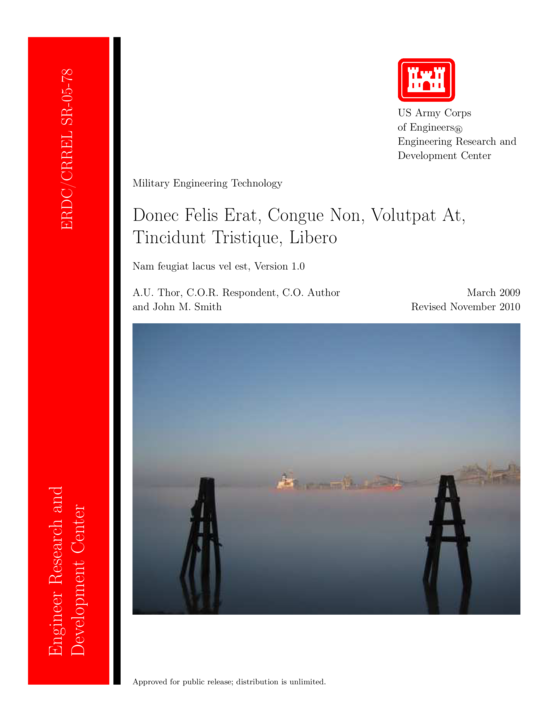 ERDC/CRREL SR-05-78
US Army Corps
of Engineers®
Engineering Research and
Development Center
Military Engineering Technology
Donec Felis Erat, Congue Non, Volutpat At,
Tincidunt Tristique, Libero
Nam feugiat lacus vel est, Version 1.0
A.U. Thor, C.O.R. Respondent, C.O. Author
and John M. Smith
March 2009
Revised November 2010
Engineer Research and
Development Center
Approved for public release; distribution is unlimited.